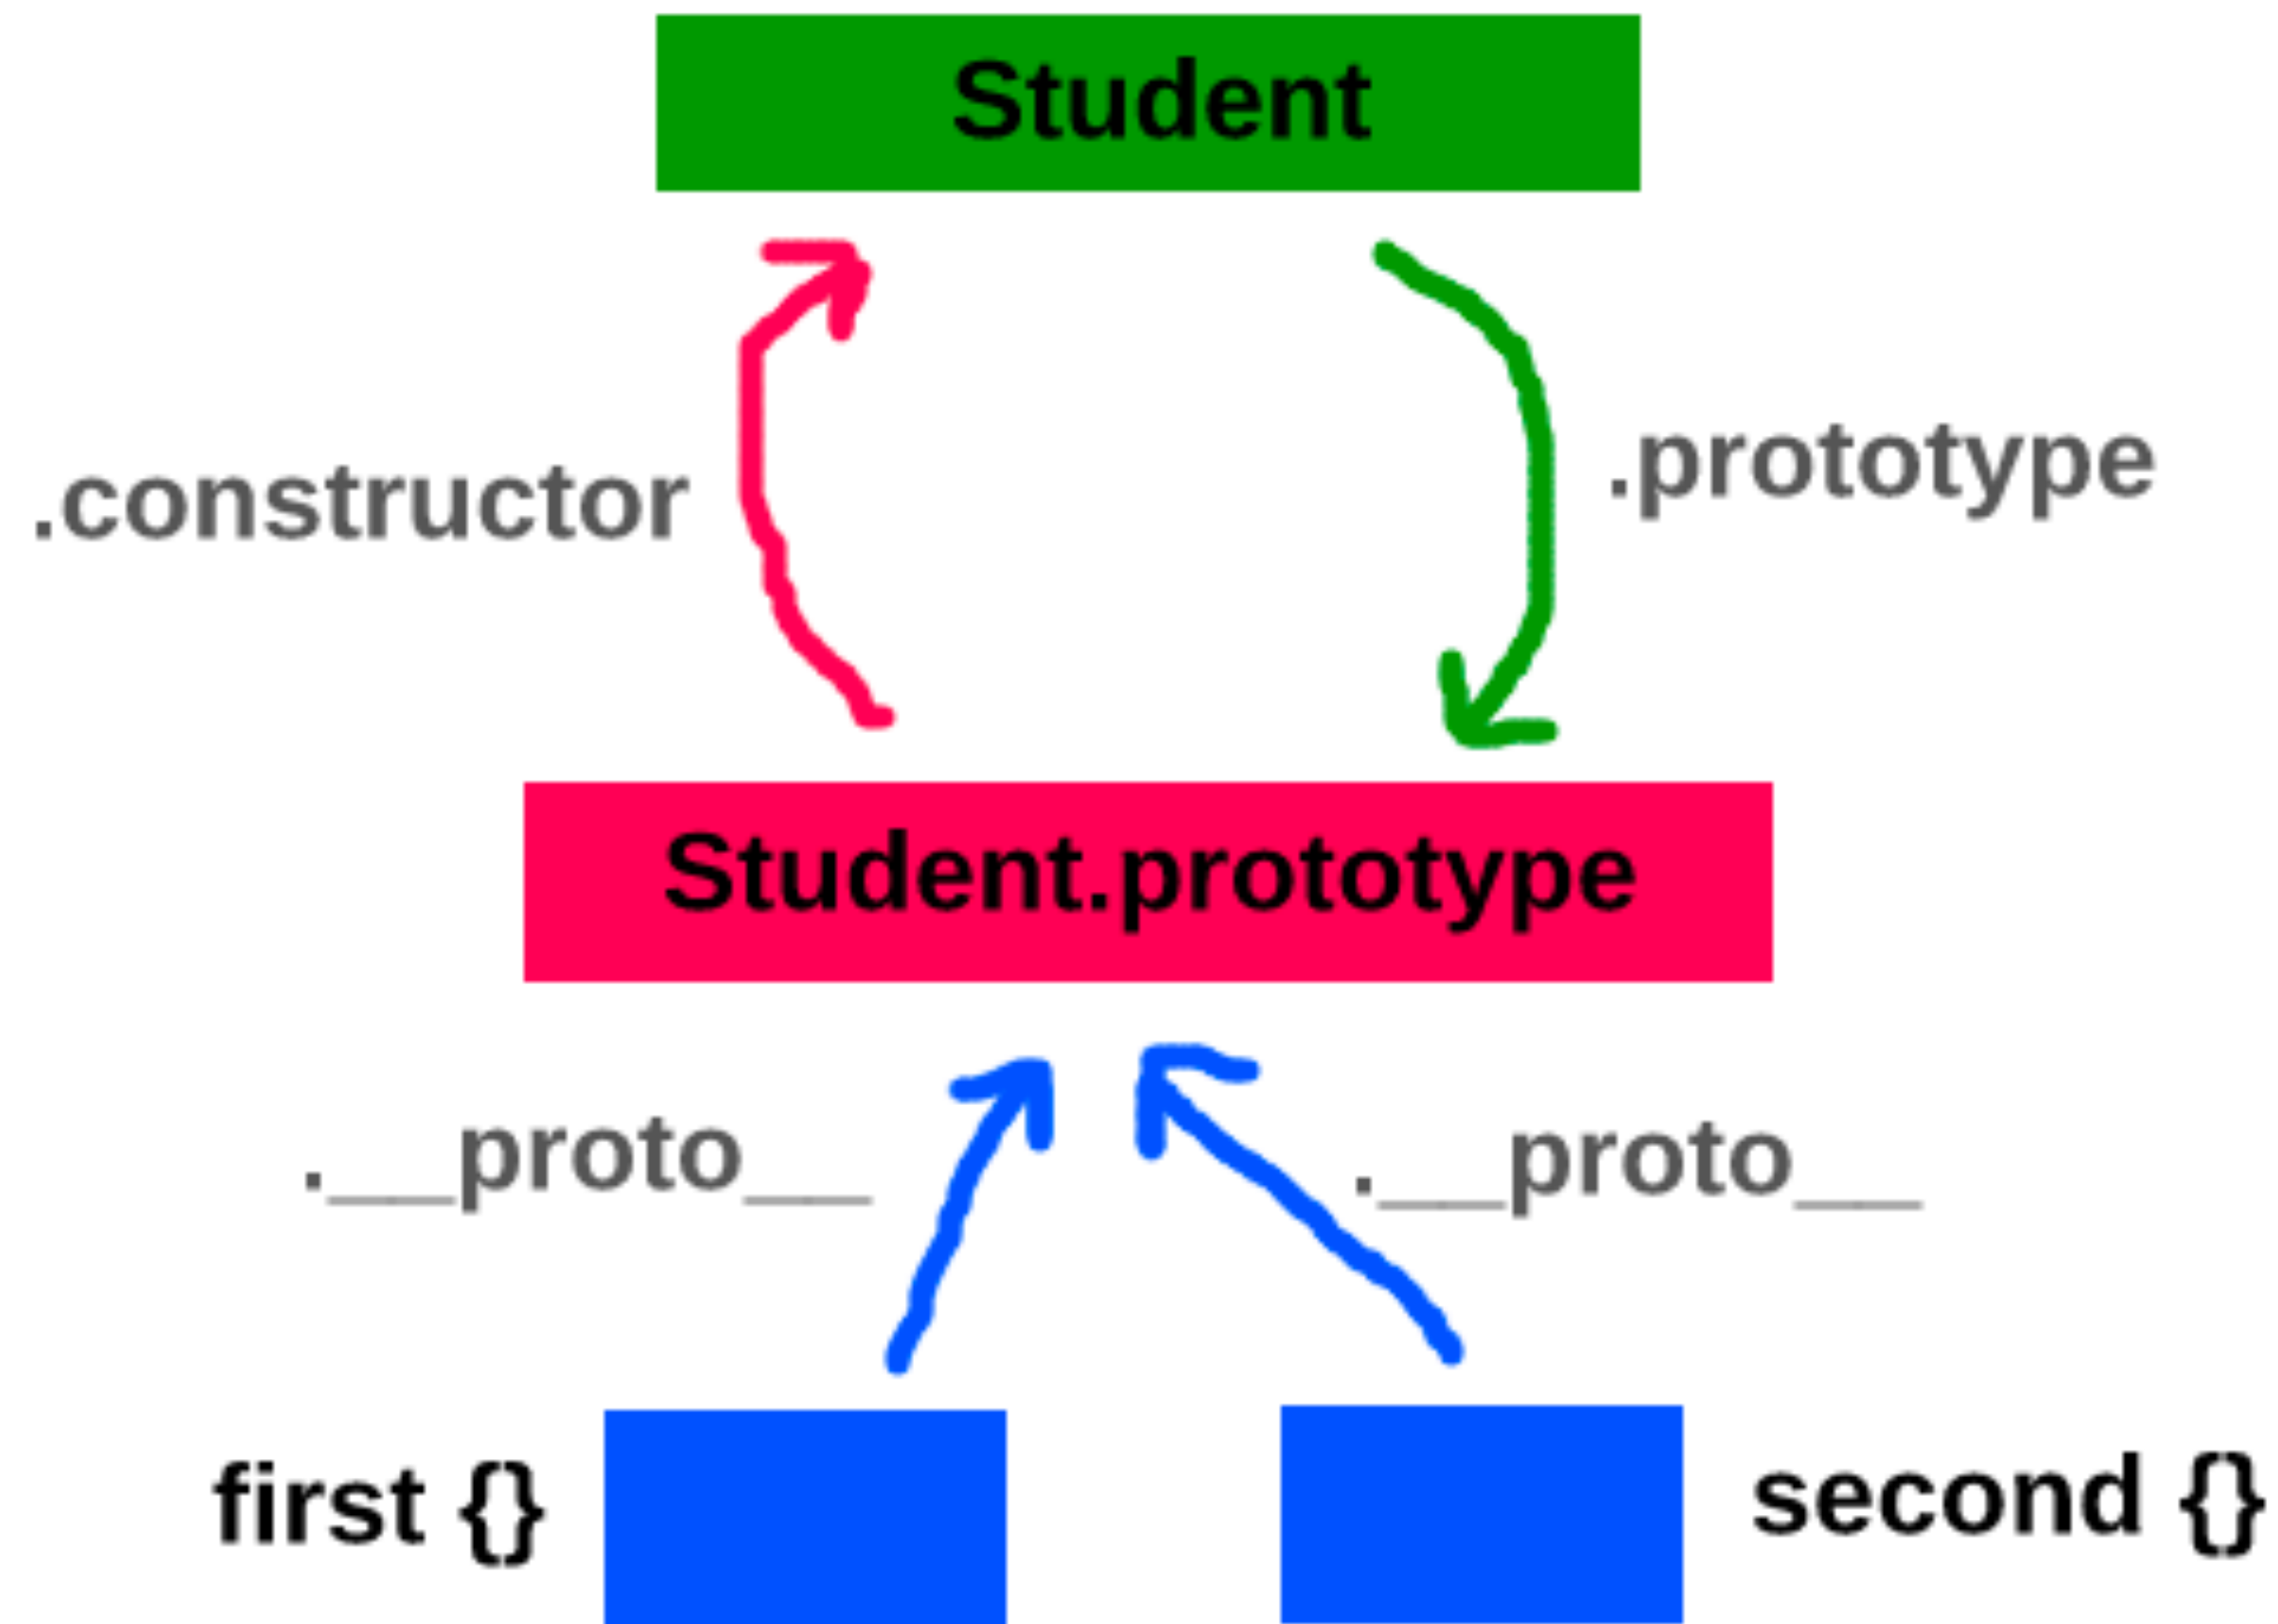 Student
.constructor
.prototype
Student.prototype
.__proto__
.__proto__
first {}
second {}